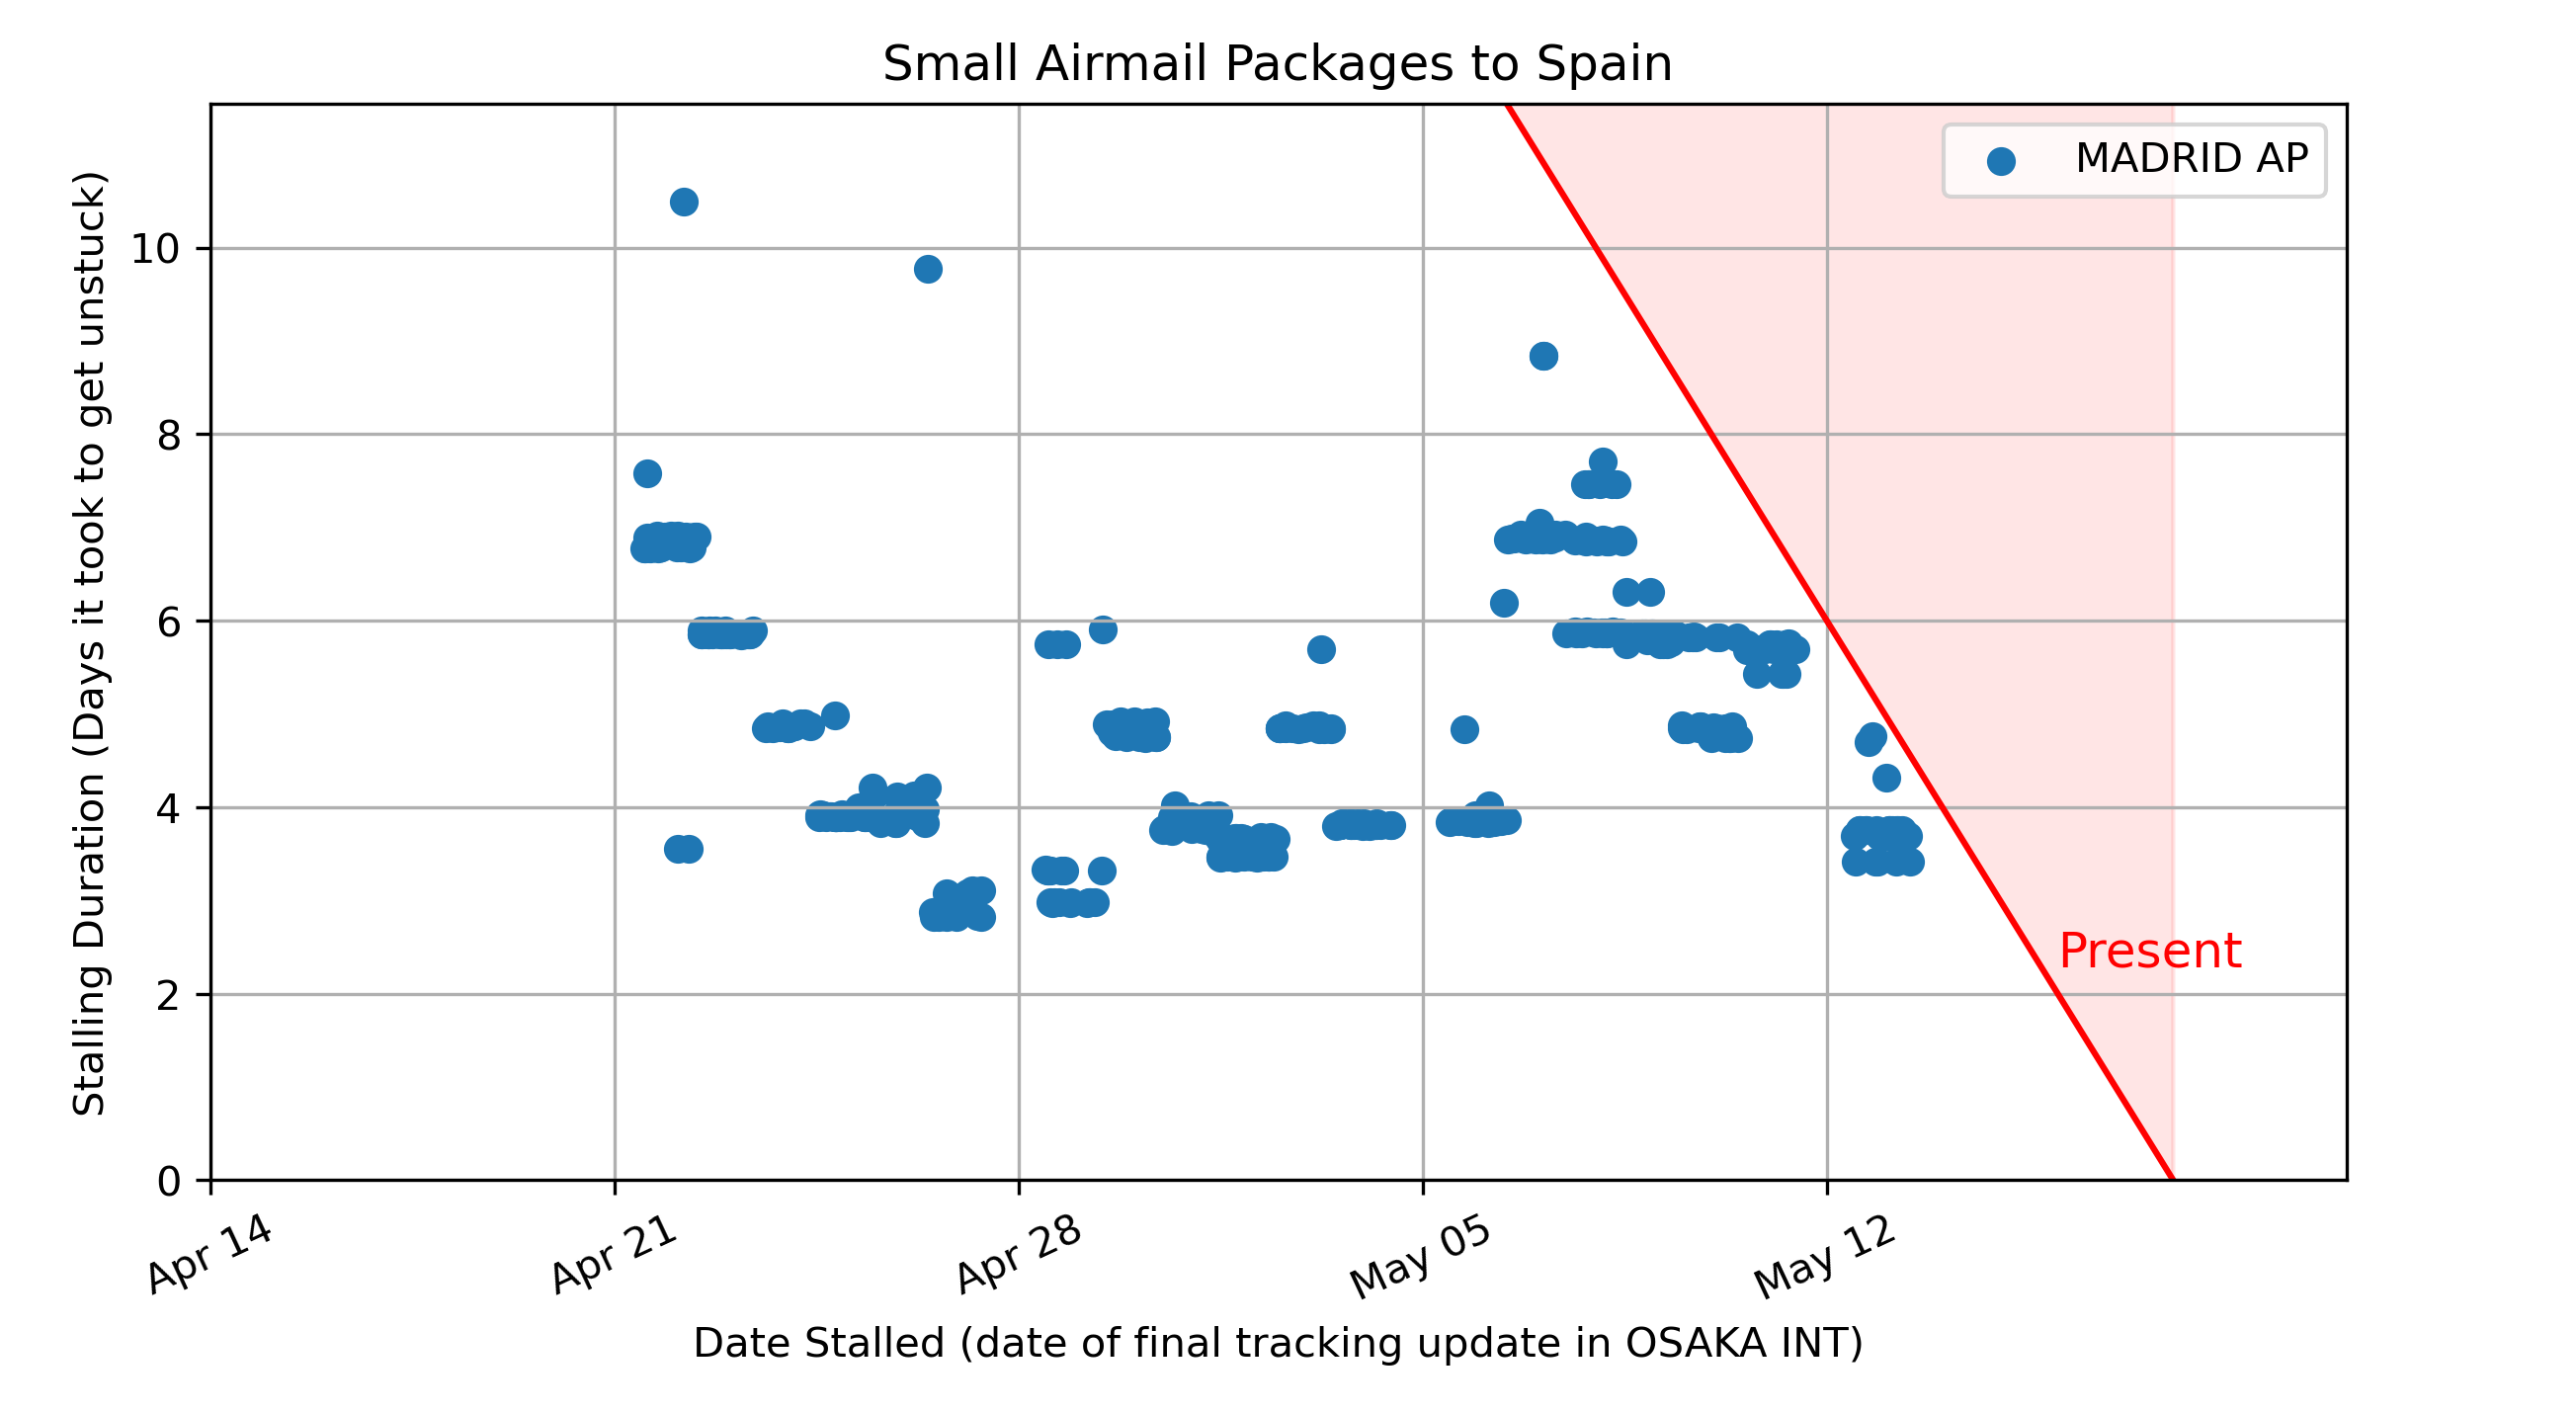 Small Airmail Packages to Spain
MADRID AP
Stalling Duration (Days it took to get unstuck)
10
8
6
4
2
0
Present
Apr 14
Apr 21
Apr 28
May 05
May 12
Date Stalled (date of final tracking update in OSAKA INT)